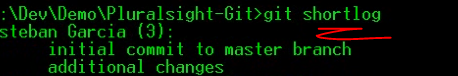 :\Dev\Demo\Pluralsight-Git>git shortlog
steban Garcia (3):
initial commit to master branch
additional changes